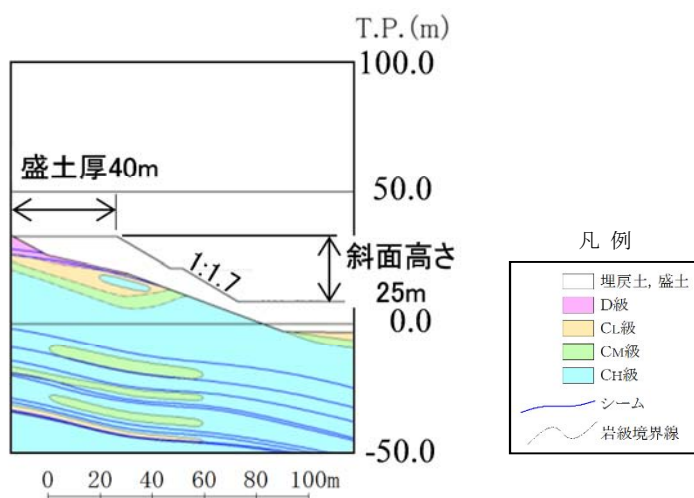 T.P.(m)
100.0
盛土厚40m
50.0
1:1.7
斜面高さ
25m
0.0
-50.0
0 20 40 60 80 100m
凡 例
埋戻土, 盛土
D級
CL級
CM級
CH級
シーム
岩級境界線